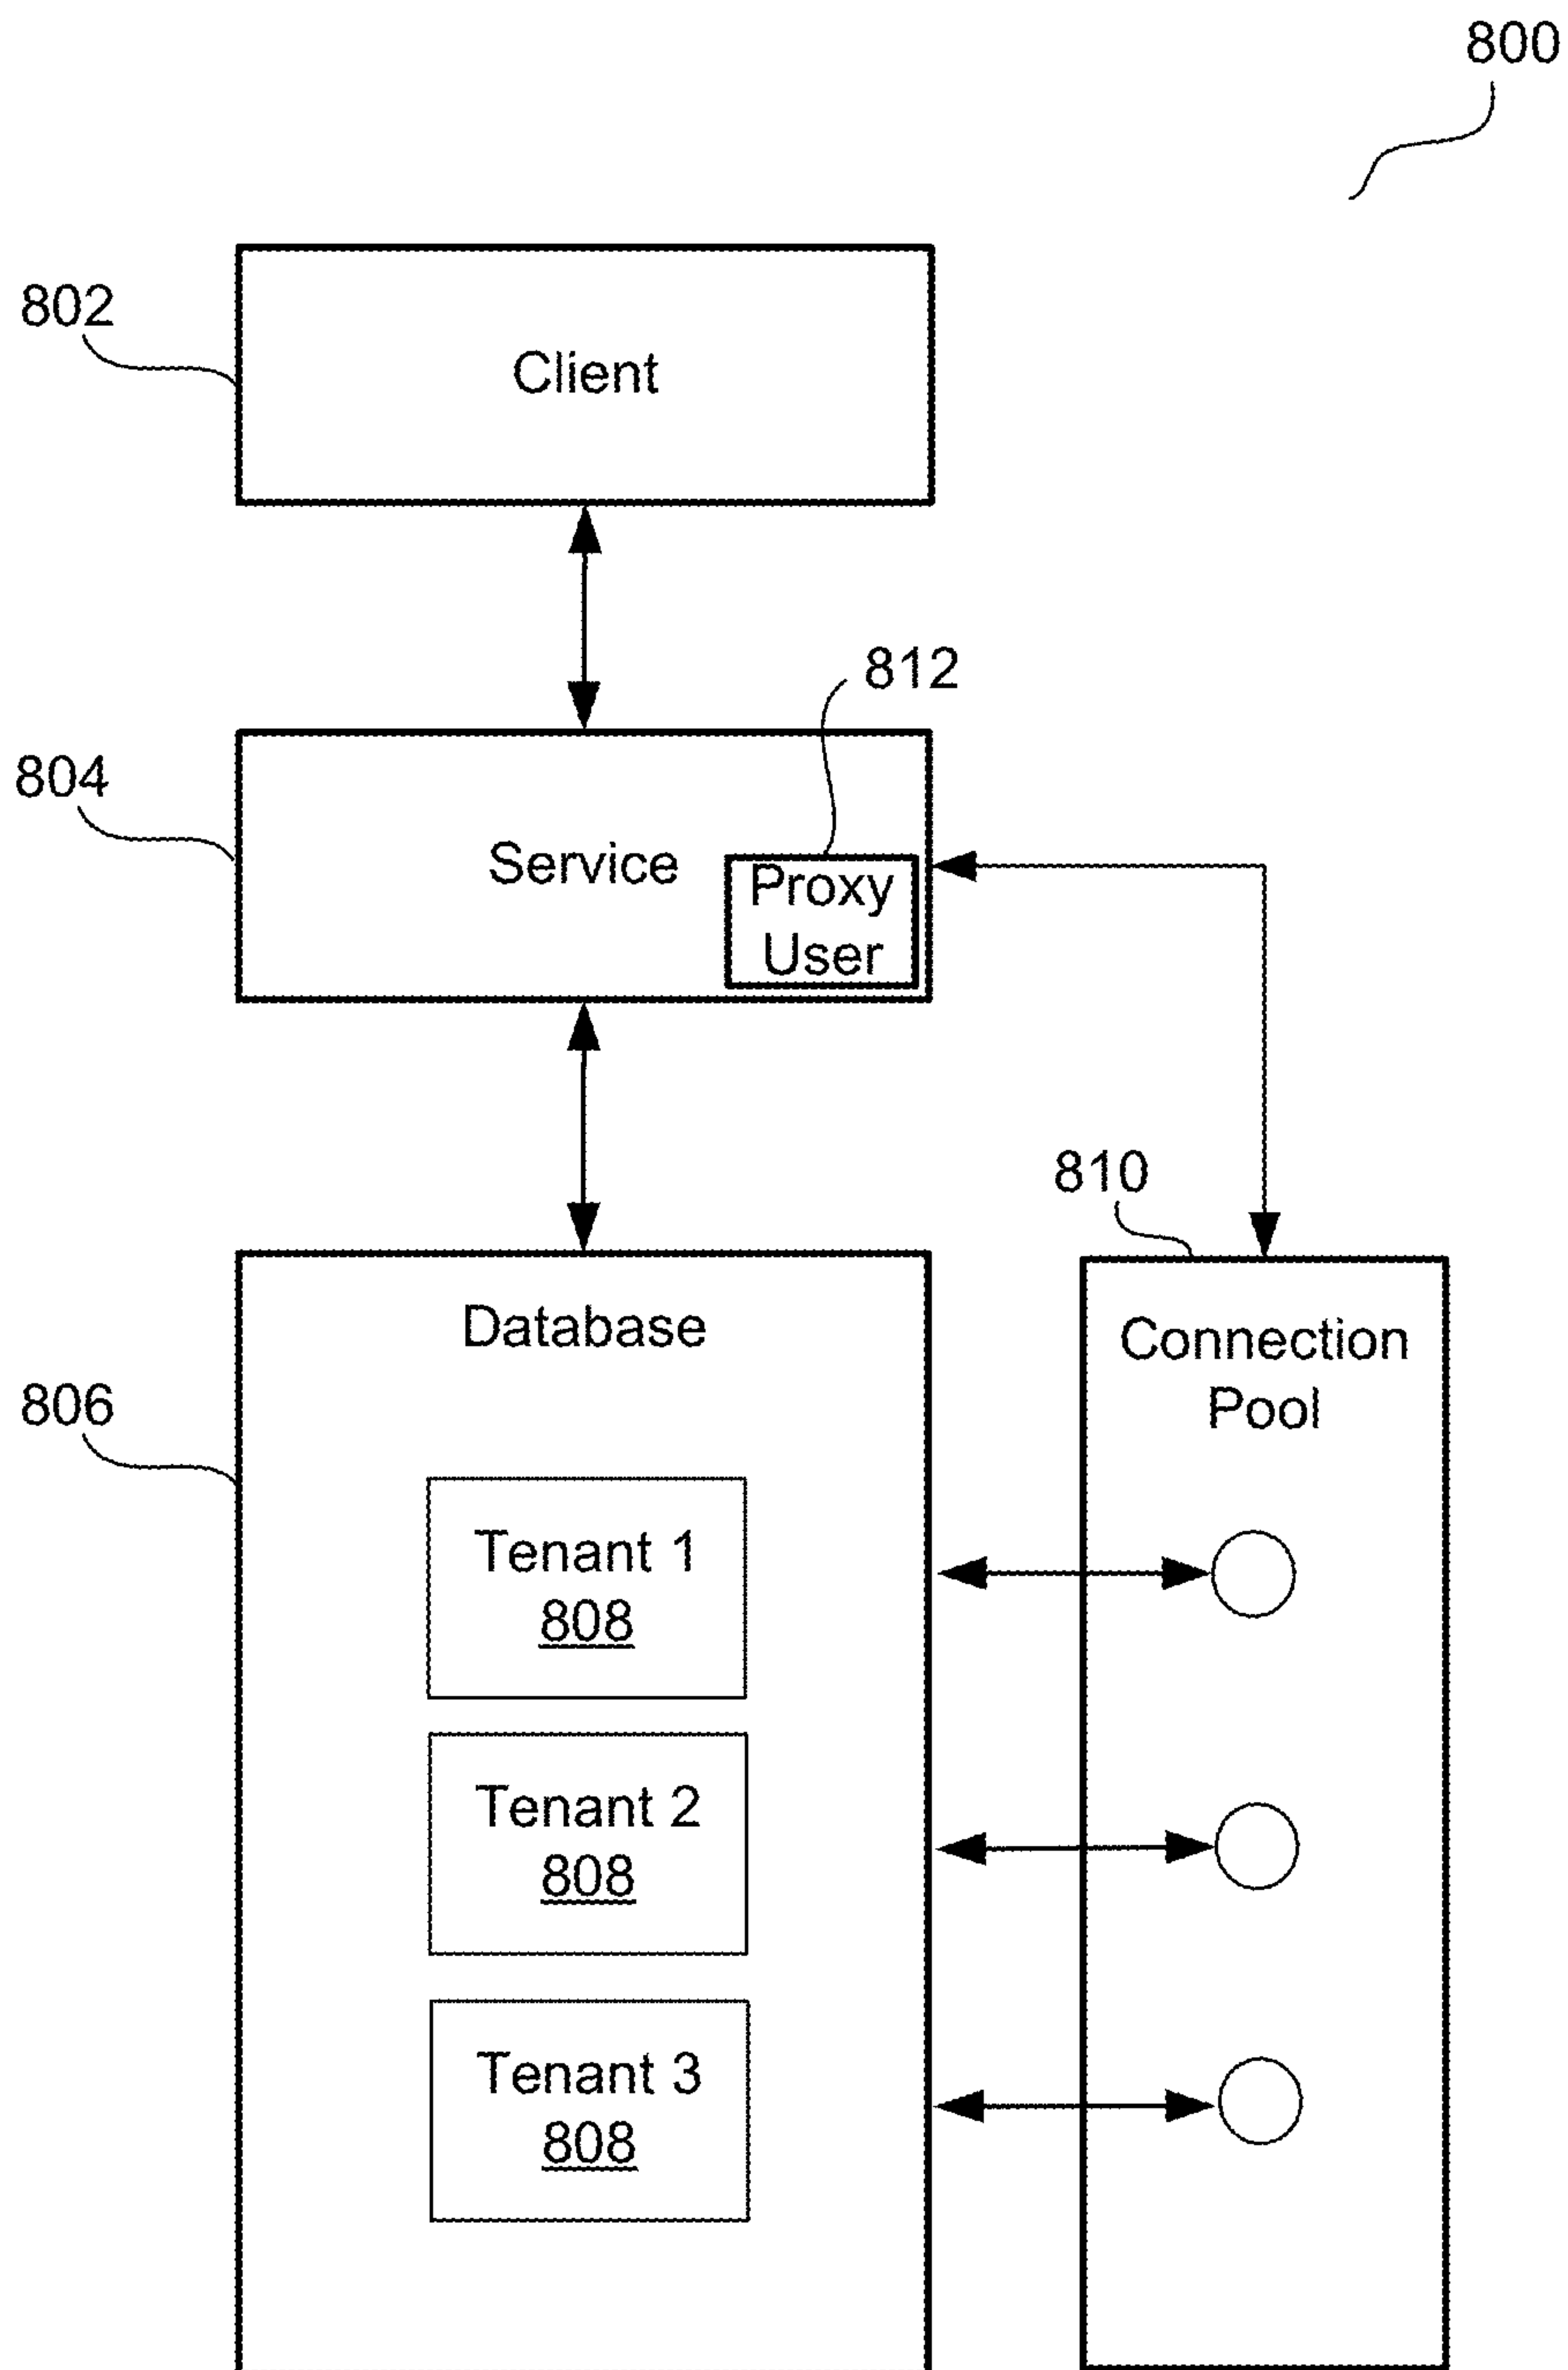 800
802
Client
812
804
Service
Proxy
User
810
Database
Connection
Pool
806
Tenant 1
808
Tenant 2
808
Tenant 3
808